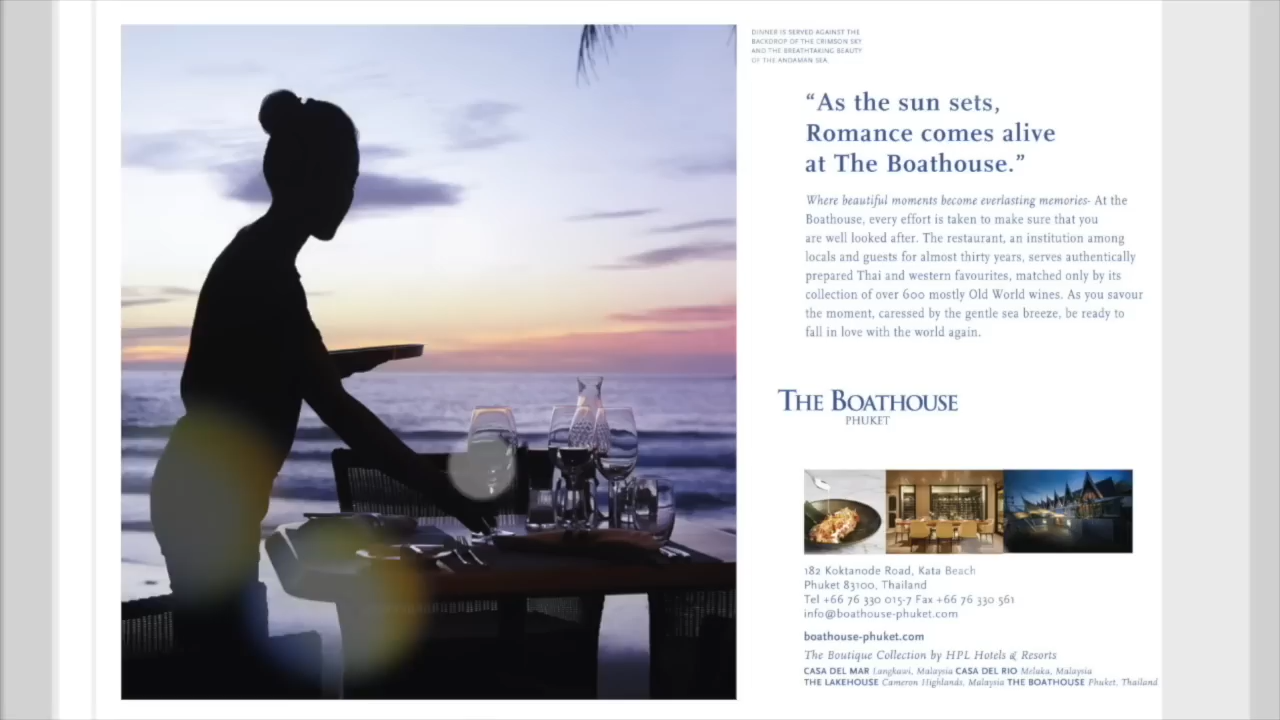 DINNER IS SERVED AGAINST THE
BACKDROP OF THE CRIMSON SKY
AND THE BREATHTAKING BEAUTY
OF THE ANDAMAN SEA.
“As the sun sets,
Romance comes alive
at The Boathouse.”
Where beautiful moments become everlasting memories- At the
Boathouse, every effort is taken to make sure that you
are well looked after. The restaurant, an institution among
locals and guests for almost thirty years, serves authentically
prepared Thai and western favourites, matched only by its
collection of over 600 mostly Old World wines. As you savour
the moment, caressed by the gentle sea breeze, be ready to
fall in love with the world again.
THE BOATHOUSE
PHUKET
182 Koktanode Road, Kata Beach
Phuket 83100, Thailand
Tel +66 76 330 015-7 Fax +66 76 330 561
info@boathouse-phuket.com
boathouse-phuket.com
The Boutique Collection by HPL Hotels & Resorts
CASA DEL MAR Langkawi, Malaysia CASA DEL RIO Melaka, Malaysia
THE LAKEHOUSE Cameron Highlands, Malaysia THE BOATHOUSE Phuket, Thailand